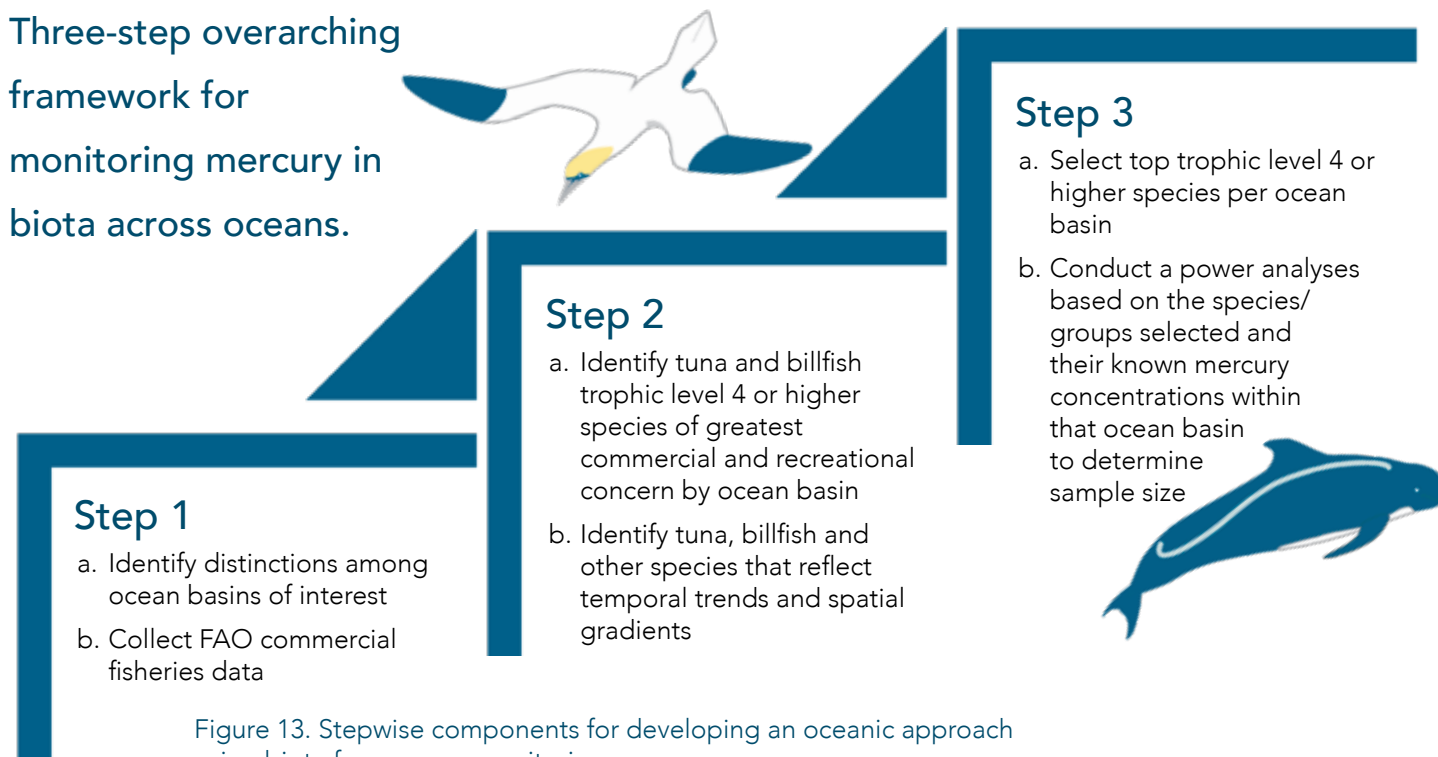 Three-step overarching
framework for
monitoring mercury in
biota across oceans.
Step 1
a. Identify distinctions among
ocean basins of interest
b. Collect FAO commercial
fisheries data
Step 2
a. Identify tuna and billfish
trophic level 4 or higher
species of greatest
commercial and recreational
concern by ocean basin
b. Identify tuna, billfish and
other species that reflect
temporal trends and spatial
gradients
Step 3
a. Select top trophic level 4 or
higher species per ocean
basin
b. Conduct a power analyses
based on the species/
groups selected and
their known mercury
concentrations within
that ocean basin
to determine
sample size
Figure 13. Stepwise components for developing an oceanic approach